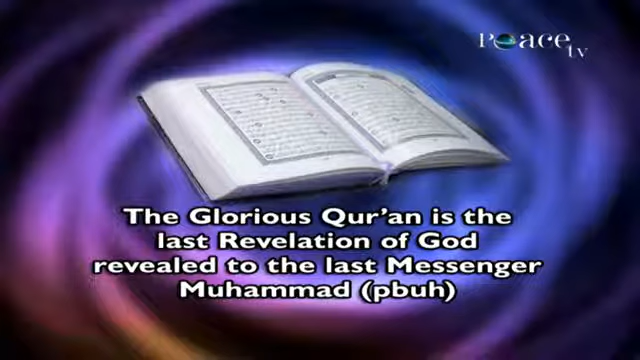 Peace tv
The Glorious Qur'an is the
last Revelation of God
revealed to the last Messenger
Muhammad (pbuh)